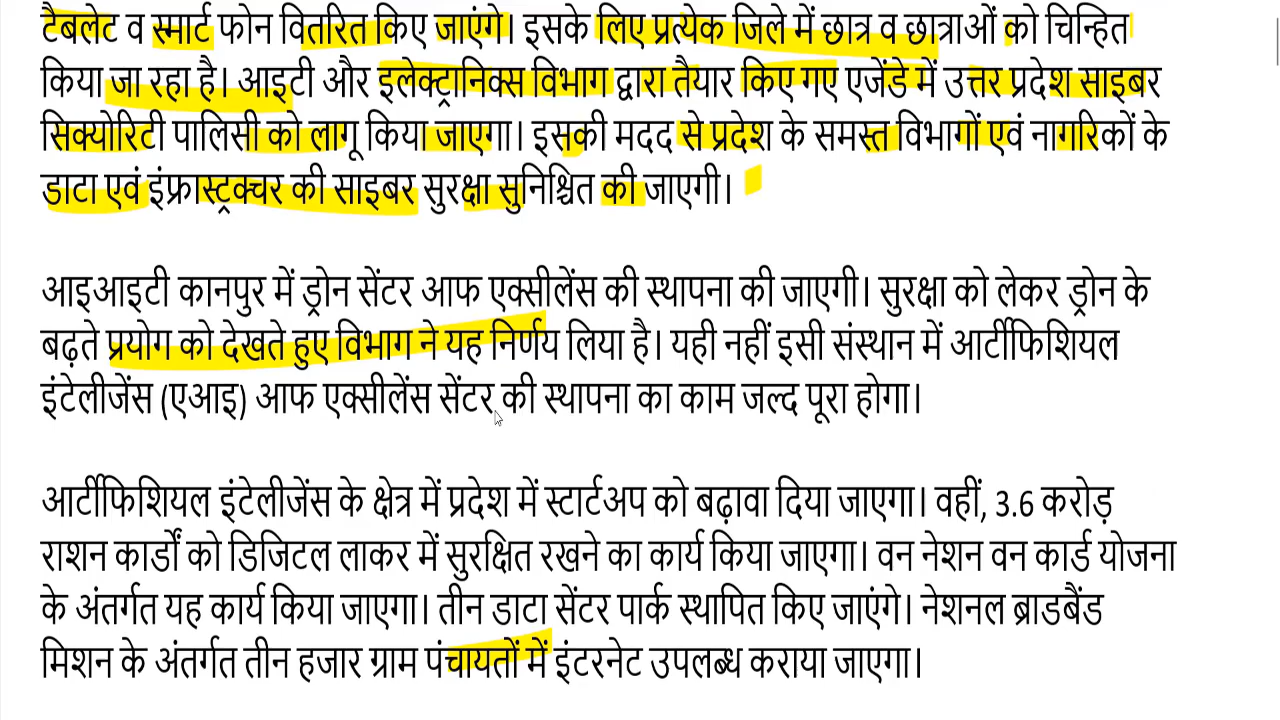 टैबलेट व स्मार्ट फोन वितरित किए जाएंगे। इसके लिए प्रत्येक जिले में छात्र व छात्राओं को चिन्हित
किया जा रहा है। आइटी और इलेक्ट्रानिक्स विभाग द्वारा तैयार किए गए एजेंडे में उत्तर प्रदेश साइबर
सिक्योरिटी पालिसी को लागू किया जाएगा। इसकी मदद से प्रदेश के समस्त विभागों एवं नागरिकों के
डाटा एवं इंफ्रास्ट्रक्चर की साइबर सुरक्षा सुनिश्चित की जाएगी।
आइआइटी कानपुर में ड्रोन सेंटर आफ एक्सीलेंस की स्थापना की जाएगी। सुरक्षा को लेकर ड्रोन के
बढ़ते प्रयोग को देखते हुए विभाग ने यह निर्णय लिया है। यही नहीं इसी संस्थान में आर्टीफिशियल
इंटेलीजेंस (एआइ) आफ एक्सीलेंस सेंटर की स्थापना का काम जल्द पूरा होगा।
आर्टीफिशियल इंटेलीजेंस के क्षेत्र में प्रदेश में स्टार्टअप को बढ़ावा दिया जाएगा। वहीं, 3.6 करोड़
राशन कार्डों को डिजिटल लाकर में सुरक्षित रखने का कार्य किया जाएगा। वन नेशन वन कार्ड योजना
के अंतर्गत यह कार्य किया जाएगा। तीन डाटा सेंटर पार्क स्थापित किए जाएंगे। नेशनल ब्राडबैंड
मिशन के अंतर्गत तीन हजार ग्राम पंचायतों में इंटरनेट उपलब्ध कराया जाएगा।